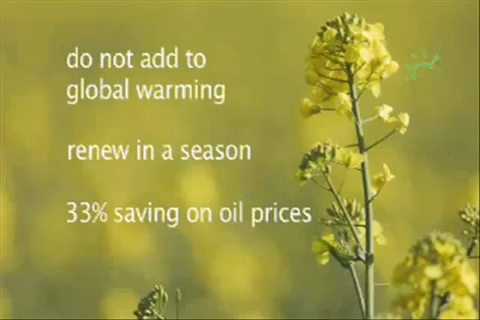 do not add to
global warming
renew in a season
33% saving on oil prices